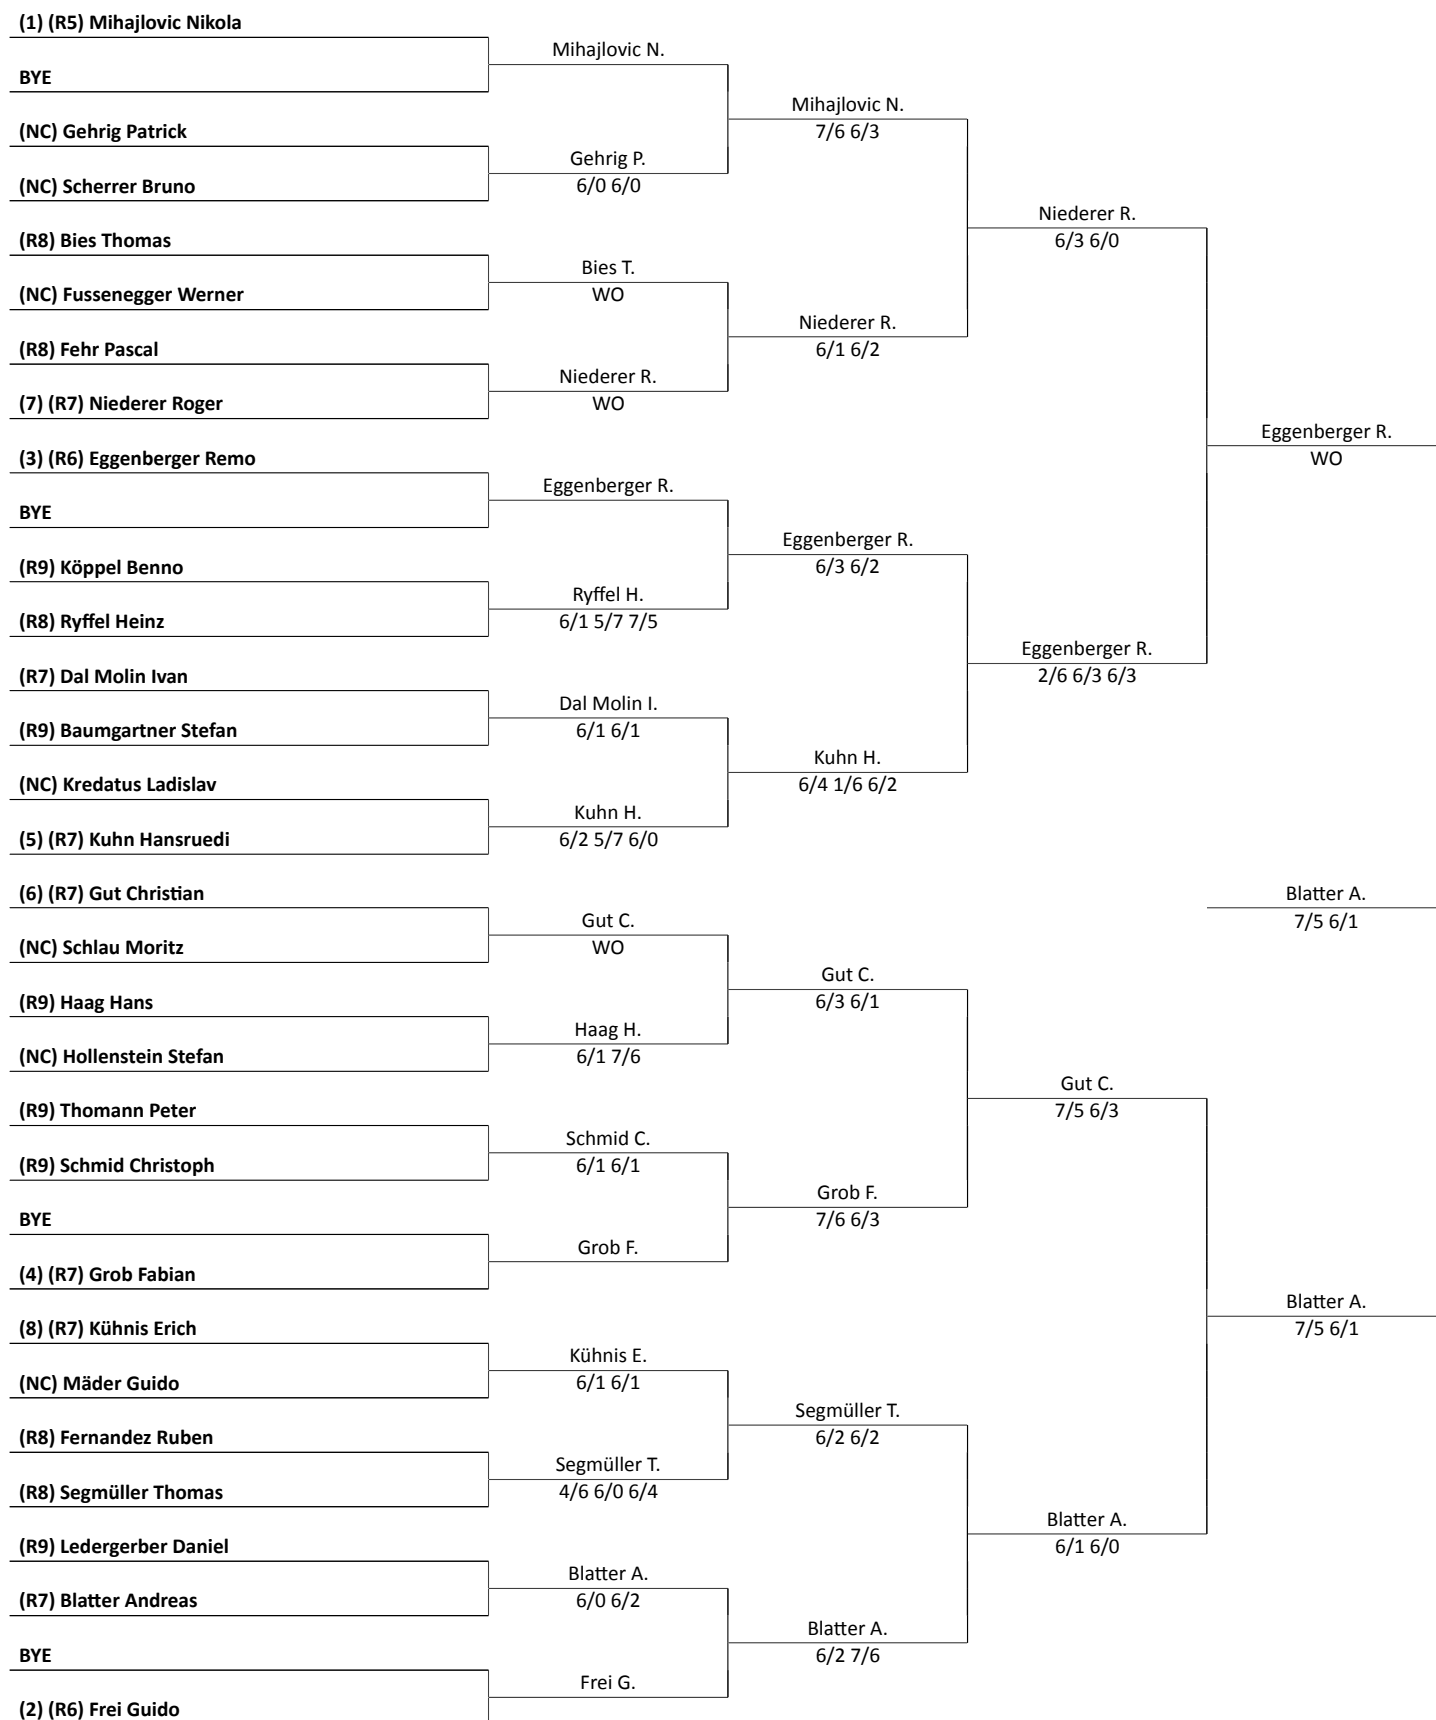 (1) (R5) Mihajlovic Nikola
Mihajlovic N.
BYE
Mihajlovic N.
7/6 6/3
(NC) Gehrig Patrick
Gehrig P.
6/0 6/0
(NC) Scherrer Bruno
Niederer R.
6/3 6/0
(R8) Bies Thomas
Bies T.
WO
(NC) Fussenegger Werner
Niederer R.
6/1 6/2
(R8) Fehr Pascal
Niederer R.
WO
(7) (R7) Niederer Roger
Eggenberger R.
WO
(3) (R6) Eggenberger Remo
Eggenberger R.
BYE
Eggenberger R.
6/3 6/2
(R9) Köppel Benno
Ryffel H.
6/1 5/7 7/5
(R8) Ryffel Heinz
Eggenberger R.
2/6 6/3 6/3
(R7) Dal Molin Ivan
Dal Molin I.
6/1 6/1
(R9) Baumgartner Stefan
Kuhn H.
6/4 1/6 6/2
(NC) Kredatus Ladislav
Kuhn H.
6/2 5/7 6/0
(5) (R7) Kuhn Hansruedi
(6) (R7) Gut Christian
Blatter A.
7/5 6/1
Gut C.
WO
(NC) Schlau Moritz
Gut C.
6/3 6/1
(R9) Haag Hans
Haag H.
6/1 7/6
(NC) Hollenstein Stefan
Gut C.
7/5 6/3
(R9) Thomann Peter
Schmid C.
6/1 6/1
(R9) Schmid Christoph
Grob F.
7/6 6/3
BYE
Grob F.
(4) (R7) Grob Fabian
Blatter A.
7/5 6/1
(8) (R7) Kühnis Erich
Kühnis E.
6/1 6/1
(NC) Mäder Guido
Segmüller T.
6/2 6/2
(R8) Fernandez Ruben
Segmüller T.
4/6 6/0 6/4
(R8) Segmüller Thomas
Blatter A.
6/1 6/0
(R9) Ledergerber Daniel
Blatter A.
6/0 6/2
(R7) Blatter Andreas
Blatter A.
6/2 7/6
BYE
Frei G.
(2) (R6) Frei Guido